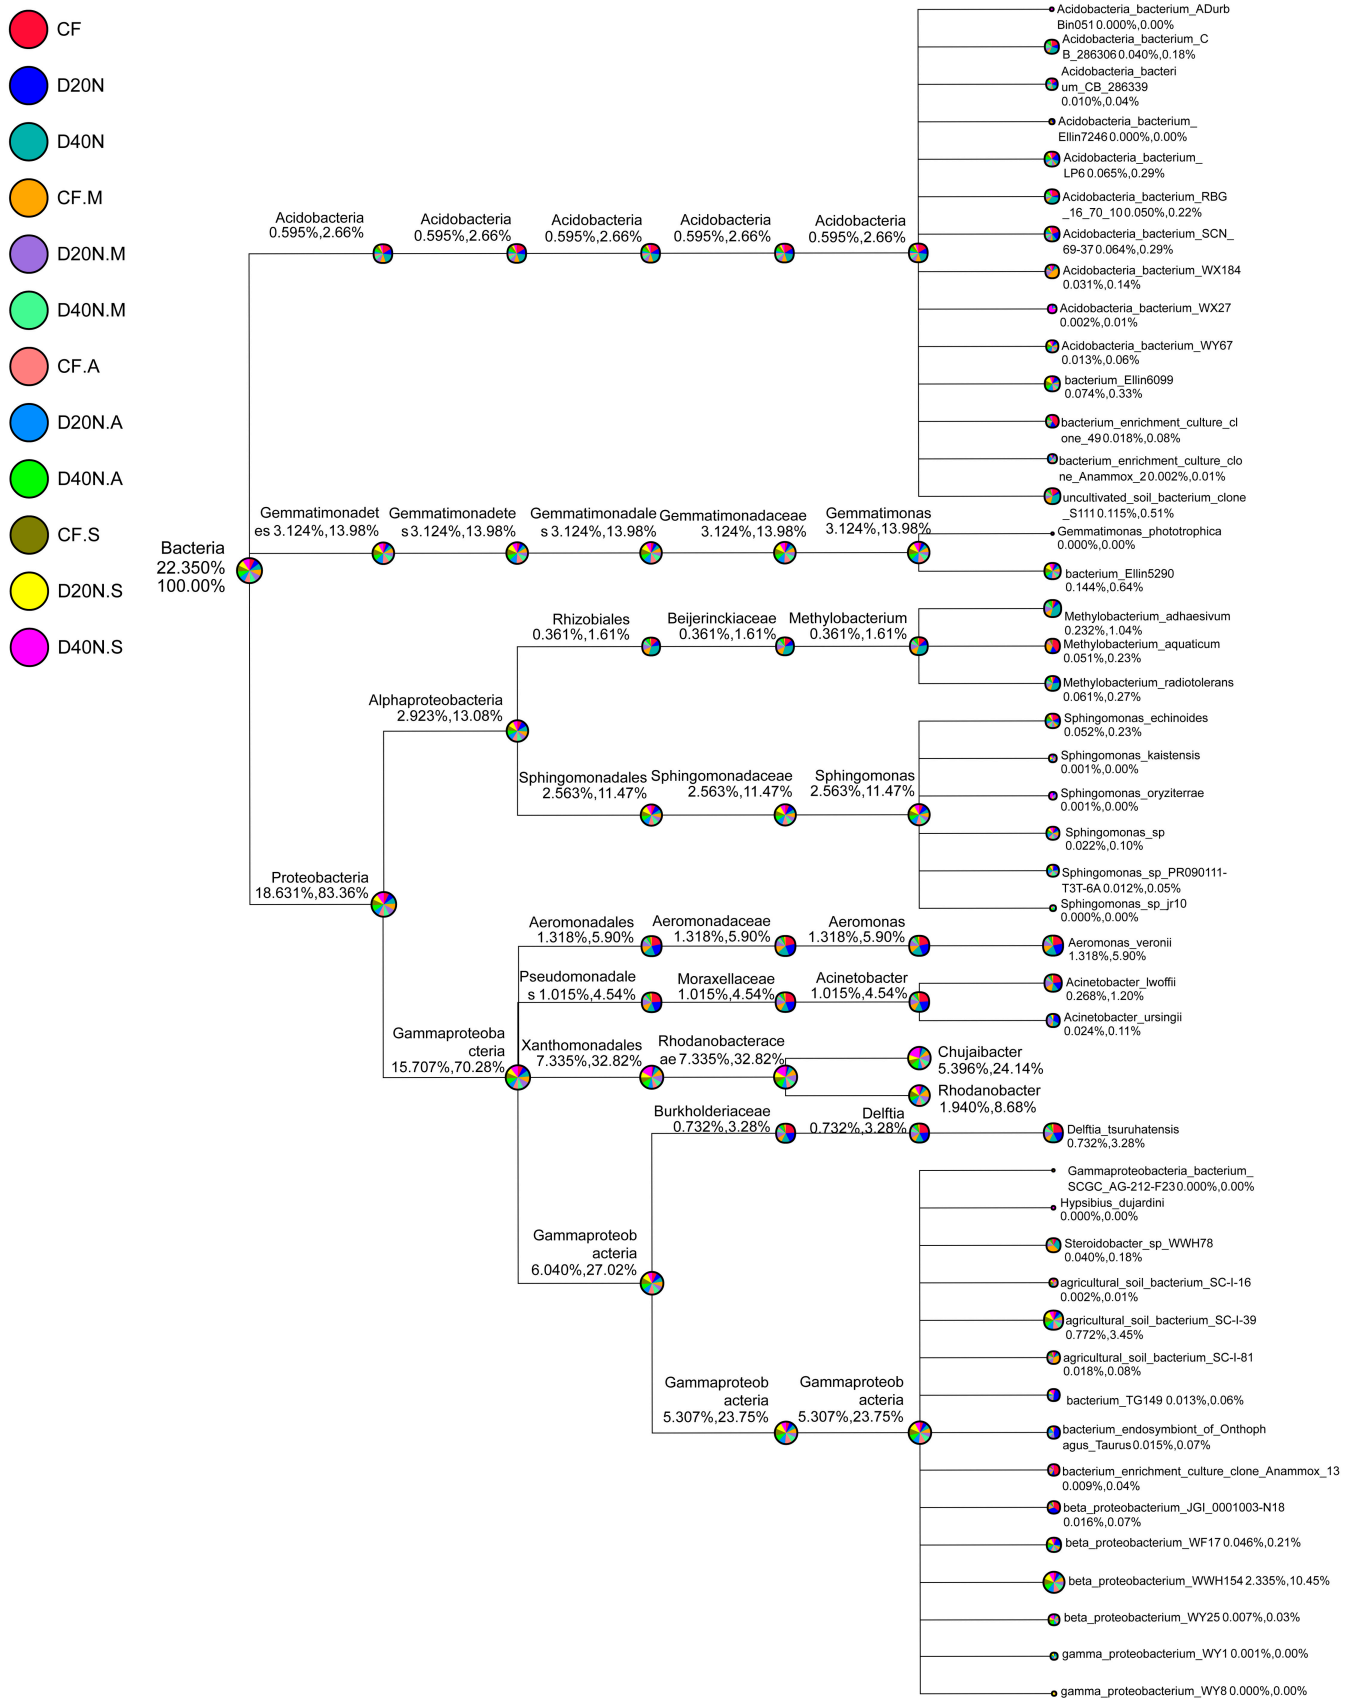 CF
D20N
D40N
CF.M
D20N.M
D40N.M
CF.A
D20N.A
D40N.A
CF.S
D20N.S
D40N.S
Bacteria
22.350%
100.00%
Acidobacteria
0.595%,2.66%
Acidobacteria
0.595%,2.66%
Acidobacteria
0.595%,2.66%
Acidobacteria
0.595%,2.66%
Acidobacteria
0.595%,2.66%
Acidobacteria_bacterium_ADurb
Bin051 0.000%,0.00%
Acidobacteria_bacterium_C
B_286306 0.040%,0.18%
Acidobacteria_bacteri
um_CB_286339
0.010%,0.04%
Acidobacteria_bacterium_
Ellin7246 0.000%,0.00%
Acidobacteria_bacterium_
LP6 0.065%,0.29%
Acidobacteria_bacterium_RBG
_16_70_10 0.050%,0.22%
Acidobacteria_bacterium_SCN_
69-37 0.064%,0.29%
Acidobacteria_bacterium_WX184
0.031%,0.14%
Acidobacteria_bacterium_WX27
0.002%,0.01%
Acidobacteria_bacterium_WY67
0.013%,0.06%
bacterium_Ellin6099
0.074%,0.33%
bacterium_enrichment_culture_cl
one_49 0.018%,0.08%
bacterium_enrichment_culture_clo
ne_Anammox_2 0.002%,0.01%
uncultivated_soil_bacterium_clone
_S111 0.115%,0.51%
Gemmatimonadet
es 3.124%,13.98%
Gemmatimonadete
s 3.124%,13.98%
Gemmatimonadale
s 3.124%,13.98%
Gemmatimonadaceae
3.124%,13.98%
Gemmatimonas
3.124%,13.98%
Gemmatimonas_phototrophica
0.000%,0.00%
bacterium_Ellin5290
0.144%,0.64%
Proteobacteria
18.631%,83.36%
Alphaproteobacteria
2.923%,13.08%
Rhizobiales
0.361%,1.61%
Beijerinckiaceae
0.361%,1.61%
Methylobacterium
0.361%,1.61%
Methylobacterium_adhaesivum
0.232%,1.04%
Methylobacterium_aquaticum
0.051%,0.23%
Methylobacterium_radiotolerans
0.061%,0.27%
Sphingomonadales
2.563%,11.47%
Sphingomonadaceae
2.563%,11.47%
Sphingomonas
2.563%,11.47%
Sphingomonas_echinoides
0.052%,0.23%
Sphingomonas_kaistensis
0.001%,0.00%
Sphingomonas_oryziterrae
0.001%,0.00%
Sphingomonas_sp
0.022%,0.10%
Sphingomonas_sp_PR090111-
T3T-6A 0.012%,0.05%
Sphingomonas_sp_jr10
0.000%,0.00%
Gammaproteoba
cteria
15.707%,70.28%
Aeromonadales
1.318%,5.90%
Aeromonadaceae
1.318%,5.90%
Aeromonas
1.318%,5.90%
Aeromonas_veronii
1.318%,5.90%
Pseudomonadale
s 1.015%,4.54%
Moraxellaceae
1.015%,4.54%
Acinetobacter
1.015%,4.54%
Acinetobacter_lwoffii
0.268%,1.20%
Acinetobacter_ursingii
0.024%,0.11%
Xanthomonadales
7.335%,32.82%
Rhodanobacterace
ae 7.335%,32.82%
Chujaibacter
5.396%,24.14%
Rhodanobacter
1.940%,8.68%
Gammaproteob
acteria
6.040%,27.02%
Burkholderiaceae
0.732%,3.28%
Delftia
0.732%,3.28%
Delftia_tsuruhatensis
0.732%,3.28%
Gammaproteob
acteria
5.307%,23.75%
Gammaproteob
acteria
5.307%,23.75%
Gammaproteobacteria_bacterium_
SCGC_AG-212-F23 0.000%,0.00%
Hypsibius_dujardini
0.000%,0.00%
Steroidobacter_sp_WWH78
0.040%,0.18%
agricultural_soil_bacterium_SC-I-16
0.002%,0.01%
agricultural_soil_bacterium_SC-I-39
0.772%,3.45%
agricultural_soil_bacterium_SC-I-81
0.018%,0.08%
bacterium_TG149 0.013%,0.06%
bacterium_endosymbiont_of_Onthoph
agus_Taurus 0.015%,0.07%
bacterium_enrichment_culture_clone_Anammox_13
0.009%,0.04%
beta_proteobacterium_JGI_0001003-N18
0.016%,0.07%
beta_proteobacterium_WF17 0.046%,0.21%
beta_proteobacterium_WWH154 2.335%,10.45%
beta_proteobacterium_WY25 0.007%,0.03%
gamma_proteobacterium_WY1 0.001%,0.00%
gamma_proteobacterium_WY8 0.000%,0.00%